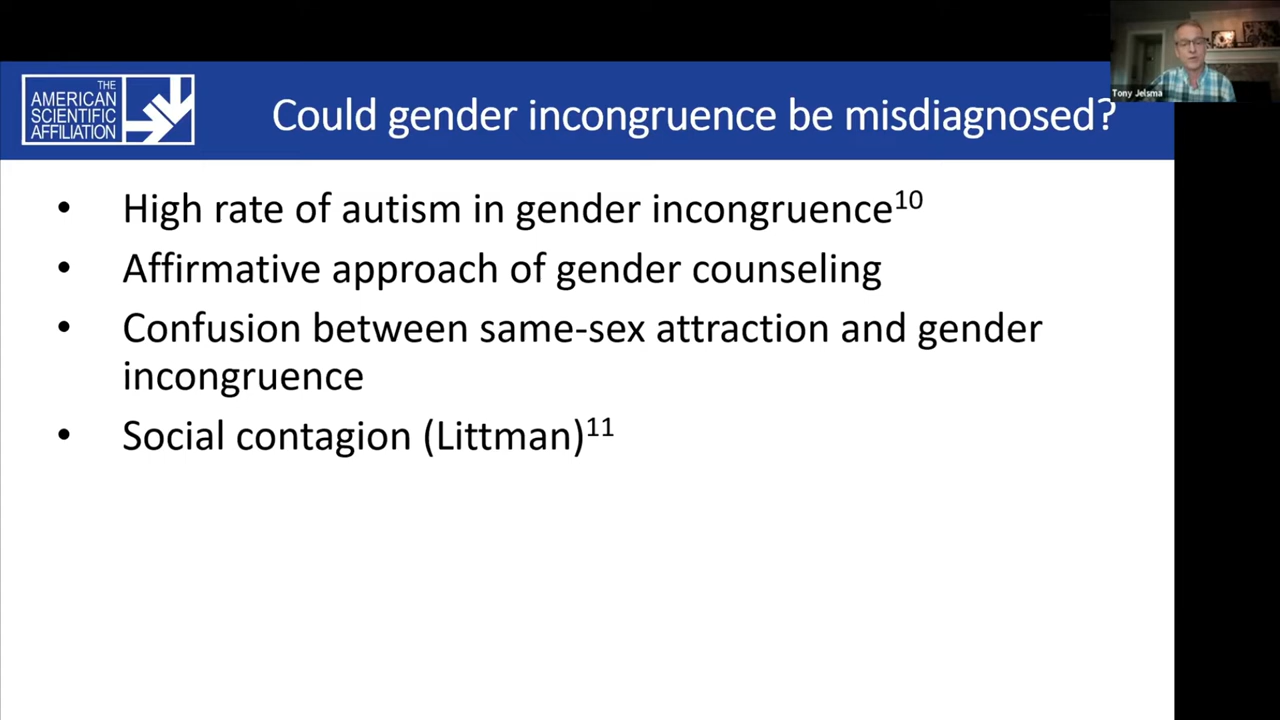 THE
AMERICAN
SCIENTIFIC
AFFILIATION
Could gender incongruence be misdiagnosed?
Tony Jelsma
• High rate of autism in gender incongruence10
• Affirmative approach of gender counseling
• Confusion between same-sex attraction and gender
incongruence
• Social contagion (Littman)11